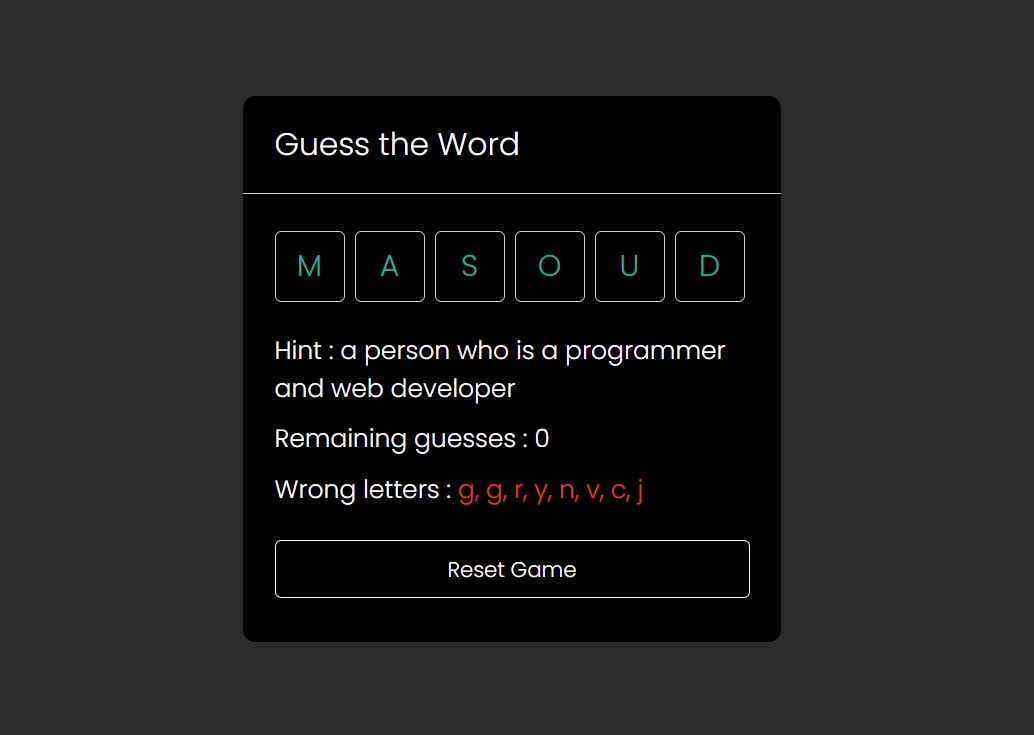 Guess the Word
M A S O U D
Hint : a person who is a programmer
and web developer
Remaining guesses : 0
Wrong letters : g, g, r, y, n, v, c, j
Reset Game